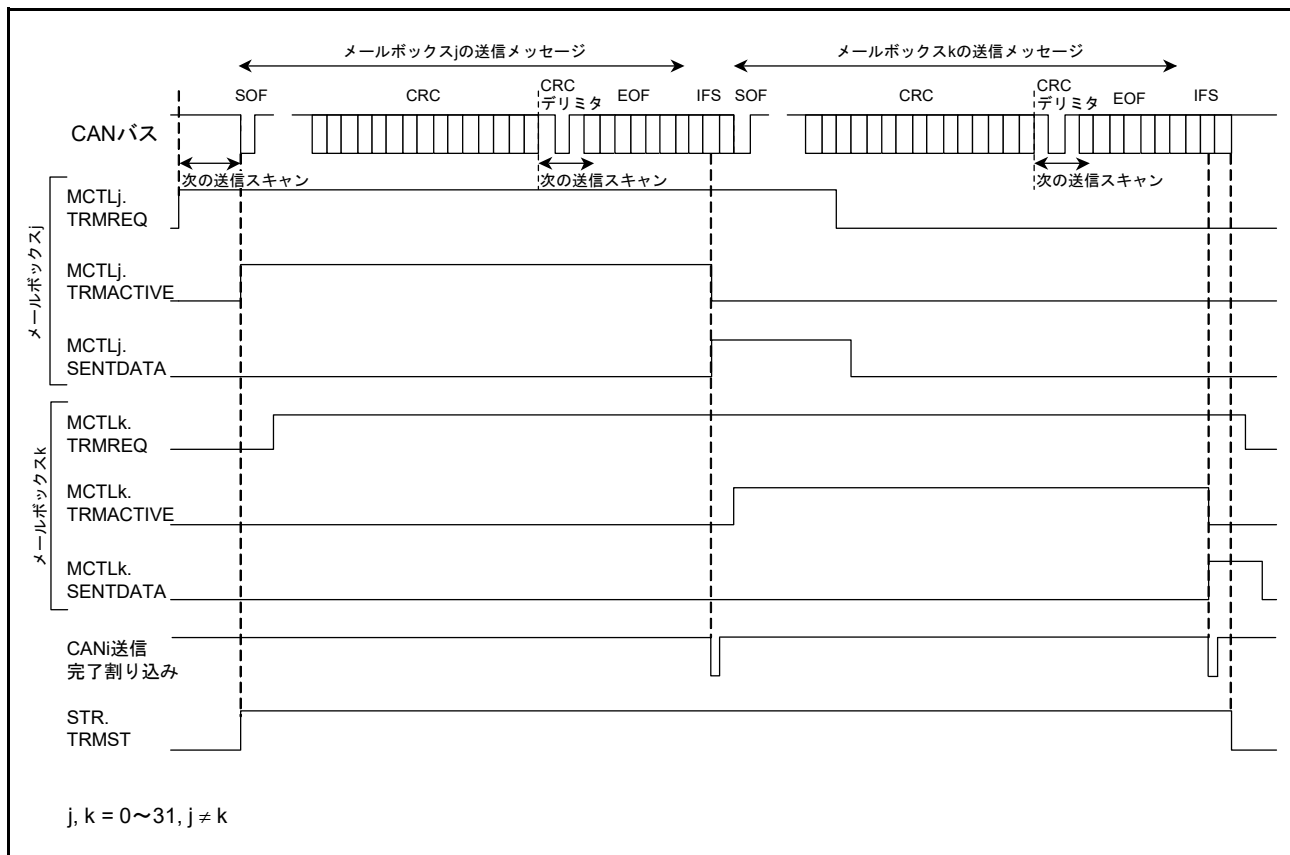 メールボックスjの送信メッセージ
メールボックスkの送信メッセージ
SOF
CRC
CRC
デリミタ
EOF
IFS
SOF
CRC
CRC
デリミタ
EOF
IFS
CANバス
次の送信スキャン
次の送信スキャン
次の送信スキャン
メールボックスj
MCTLj.
TRMREQ
MCTLj.
TRMACTIVE
MCTLj.
SENTDATA
メールボックスk
MCTLk.
TRMREQ
MCTLk.
TRMACTIVE
MCTLk.
SENTDATA
CANi送信
完了割り込み
STR.
TRMST
j, k = 0～31, j ≠ k